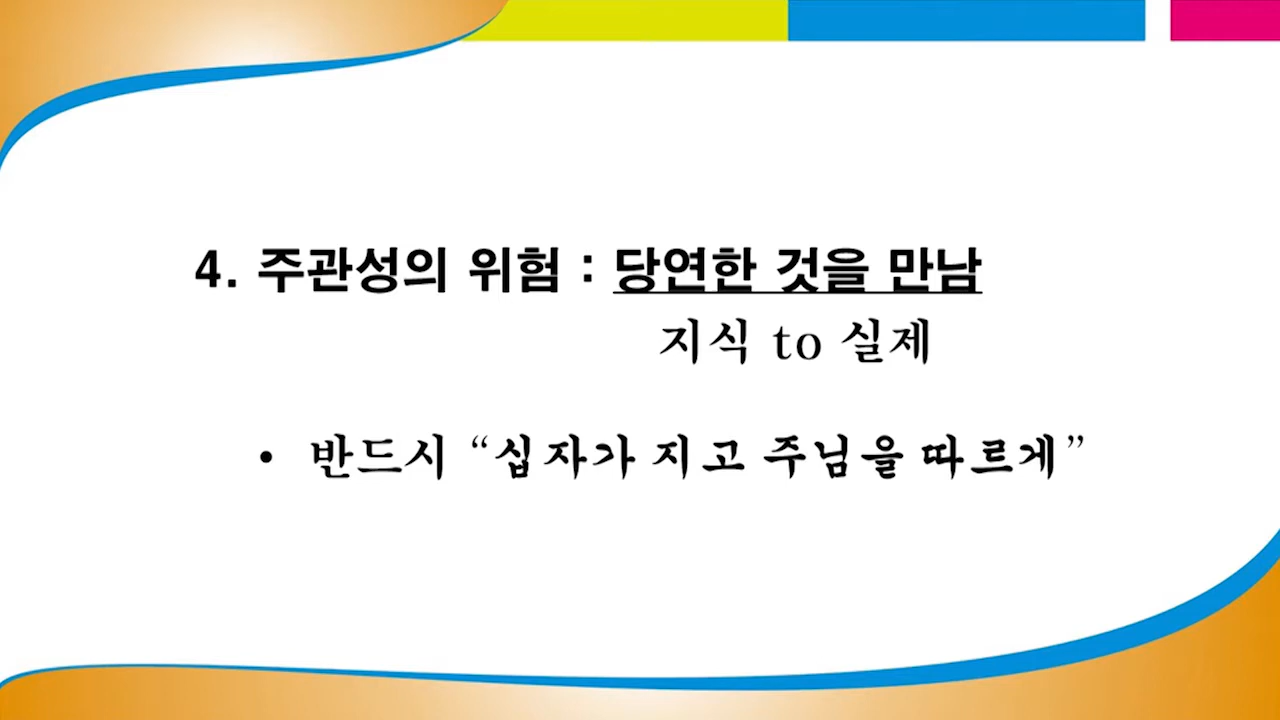 4. 주관성의 위험 : 당연한 것을 만남
지식 to 실제
• 반드시 “십자가 지고 주님을 따르게”